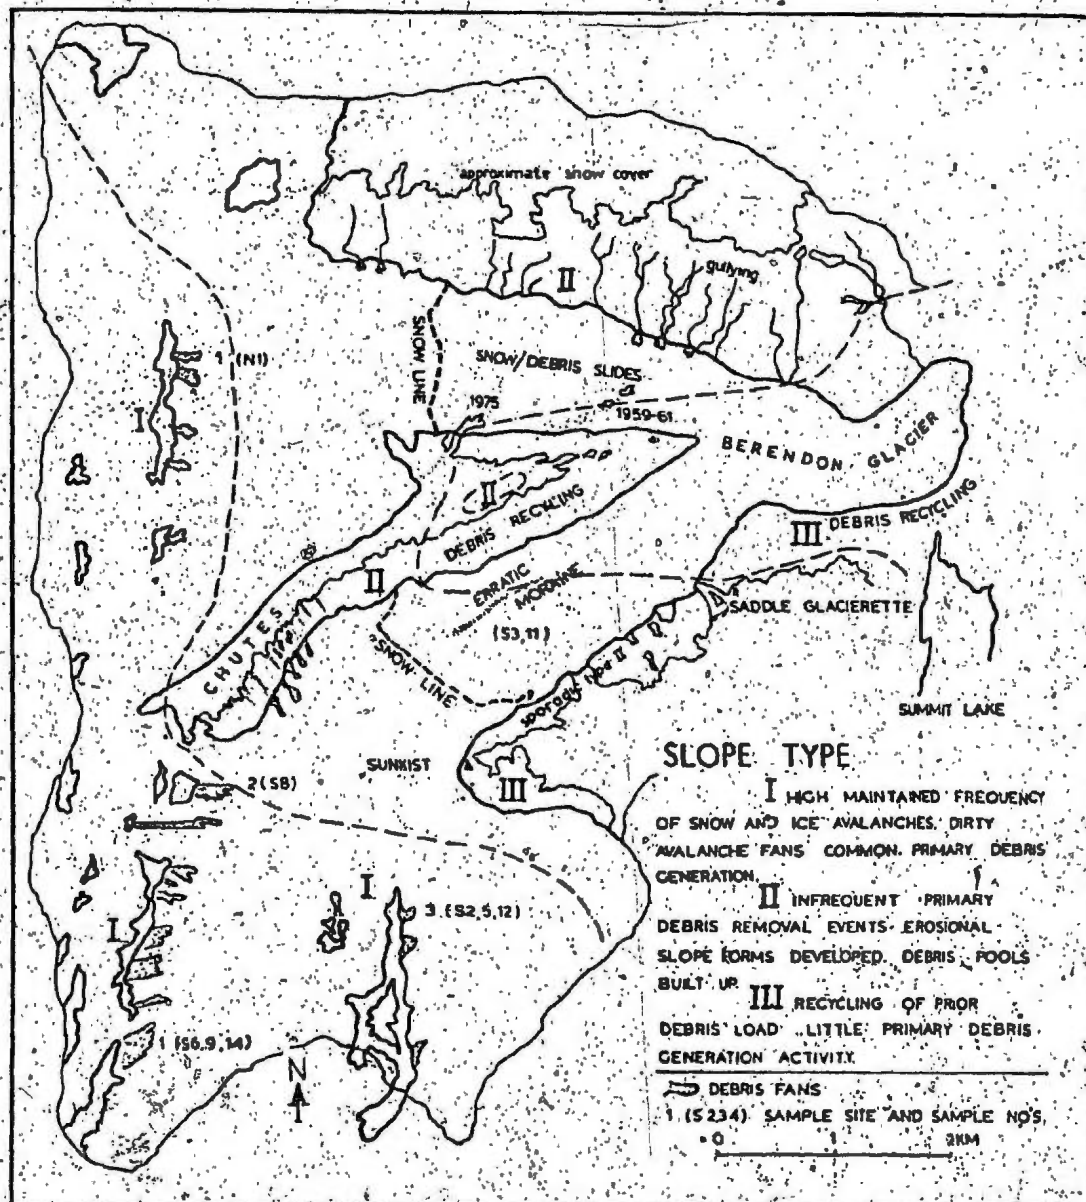 approximate snow cover
gullying
II
SNOW LINE
SNOW/DEBRIS SLIDES
1975
1959-61
1 (N1)
I
BERENDON GLACIER
II
DEBRIS RECYLING
III DEBRIS RECYCLING
II
ERRATIC
MORAINE
(S3,11)
SADDLE GLACIERETTE
CHUTES
SNOW LINE
sporadic type II
SUMMIT LAKE
SUNKIST
2 (S8)
III
I
3 (S2,5,12)
I
1 (S6,9,14)
N
SLOPE TYPE
I HIGH MAINTAINED FREQUENCY
OF SNOW AND ICE AVALANCHES. DIRTY
AVALANCHE FANS COMMON. PRIMARY DEBRIS
GENERATION.
II INFREQUENT PRIMARY
DEBRIS REMOVAL EVENTS. EROSIONAL
SLOPE FORMS DEVELOPED. DEBRIS POOLS
BUILT UP
III RECYCLING OF PRIOR
DEBRIS LOAD. LITTLE PRIMARY DEBRIS
GENERATION ACTIVITY.
DEBRIS FANS
1 (S234) SAMPLE SITE AND SAMPLE NO'S.
0 1 2KM